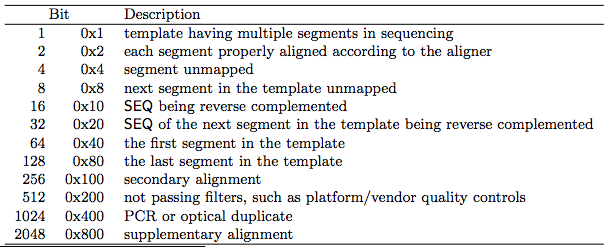 Bit Description
1 0x1 template having multiple segments in sequencing
2 0x2 each segment properly aligned according to the aligner
4 0x4 segment unmapped
8 0x8 next segment in the template unmapped
16 0x10 SEQ being reverse complemented
32 0x20 SEQ of the next segment in the template being reverse complemented
64 0x40 the first segment in the template
128 0x80 the last segment in the template
256 0x100 secondary alignment
512 0x200 not passing filters, such as platform/vendor quality controls
1024 0x400 PCR or optical duplicate
2048 0x800 supplementary alignment